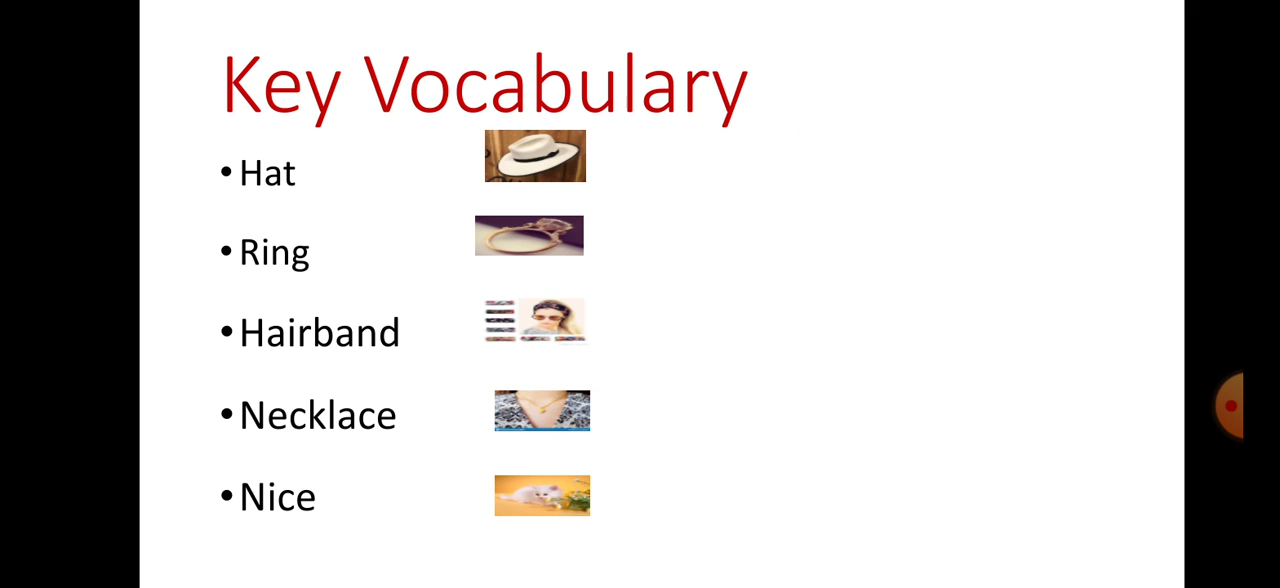 Key Vocabulary
• Hat
• Ring
• Hairband
• Necklace
• Nice